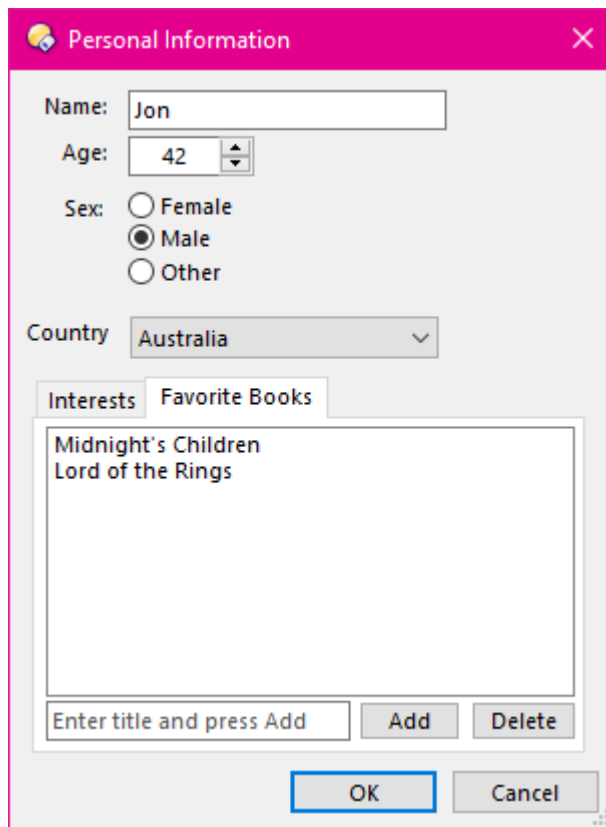 Personal Information
Name: Jon
Age: 42
Sex: Female
Male
Other
Country Australia
Interests Favorite Books
Midnight's Children
Lord of the Rings
Enter title and press Add Add Delete
OK Cancel